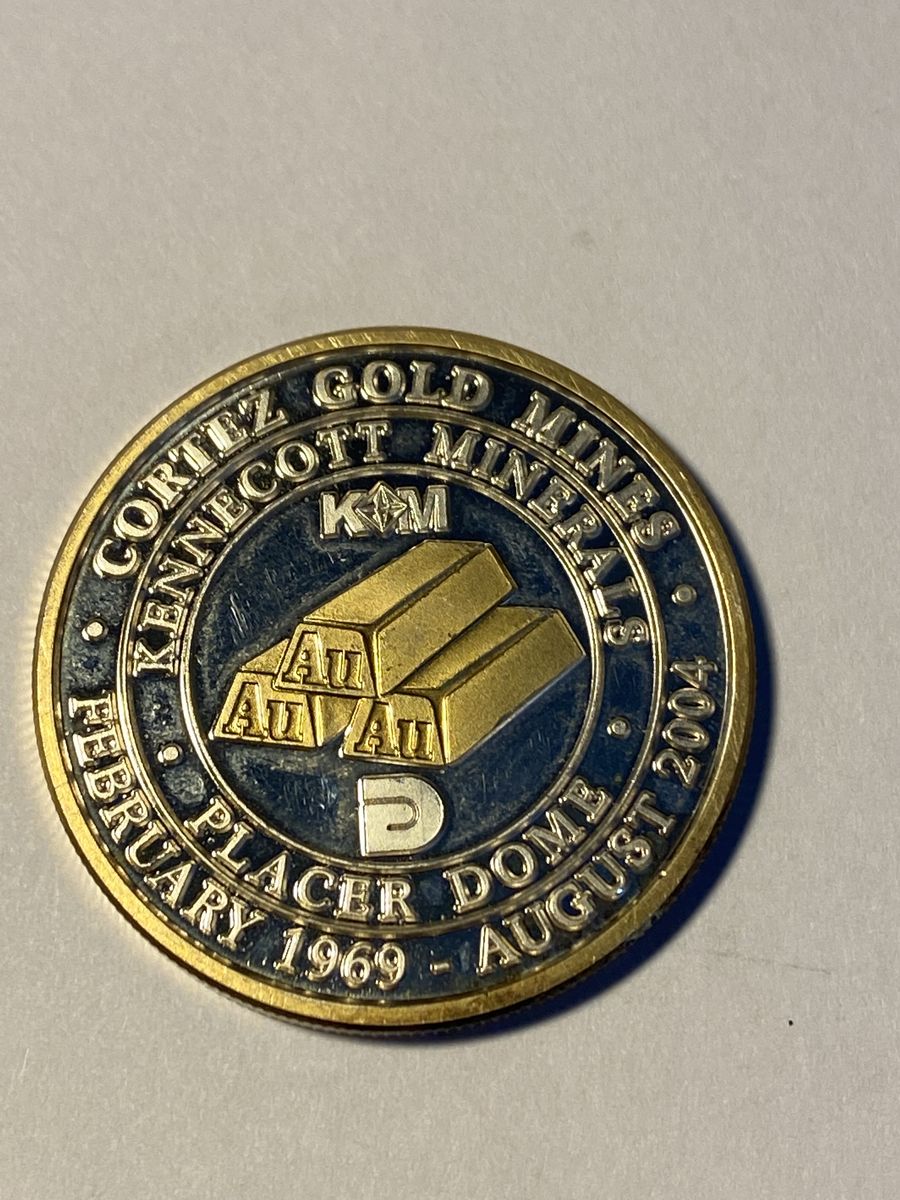 CORTEZ GOLD MINES
KENNECOTT MINERALS
KM
Au
Au
Au
PLACER DOME
FEBRUARY 1969 - AUGUST 2004